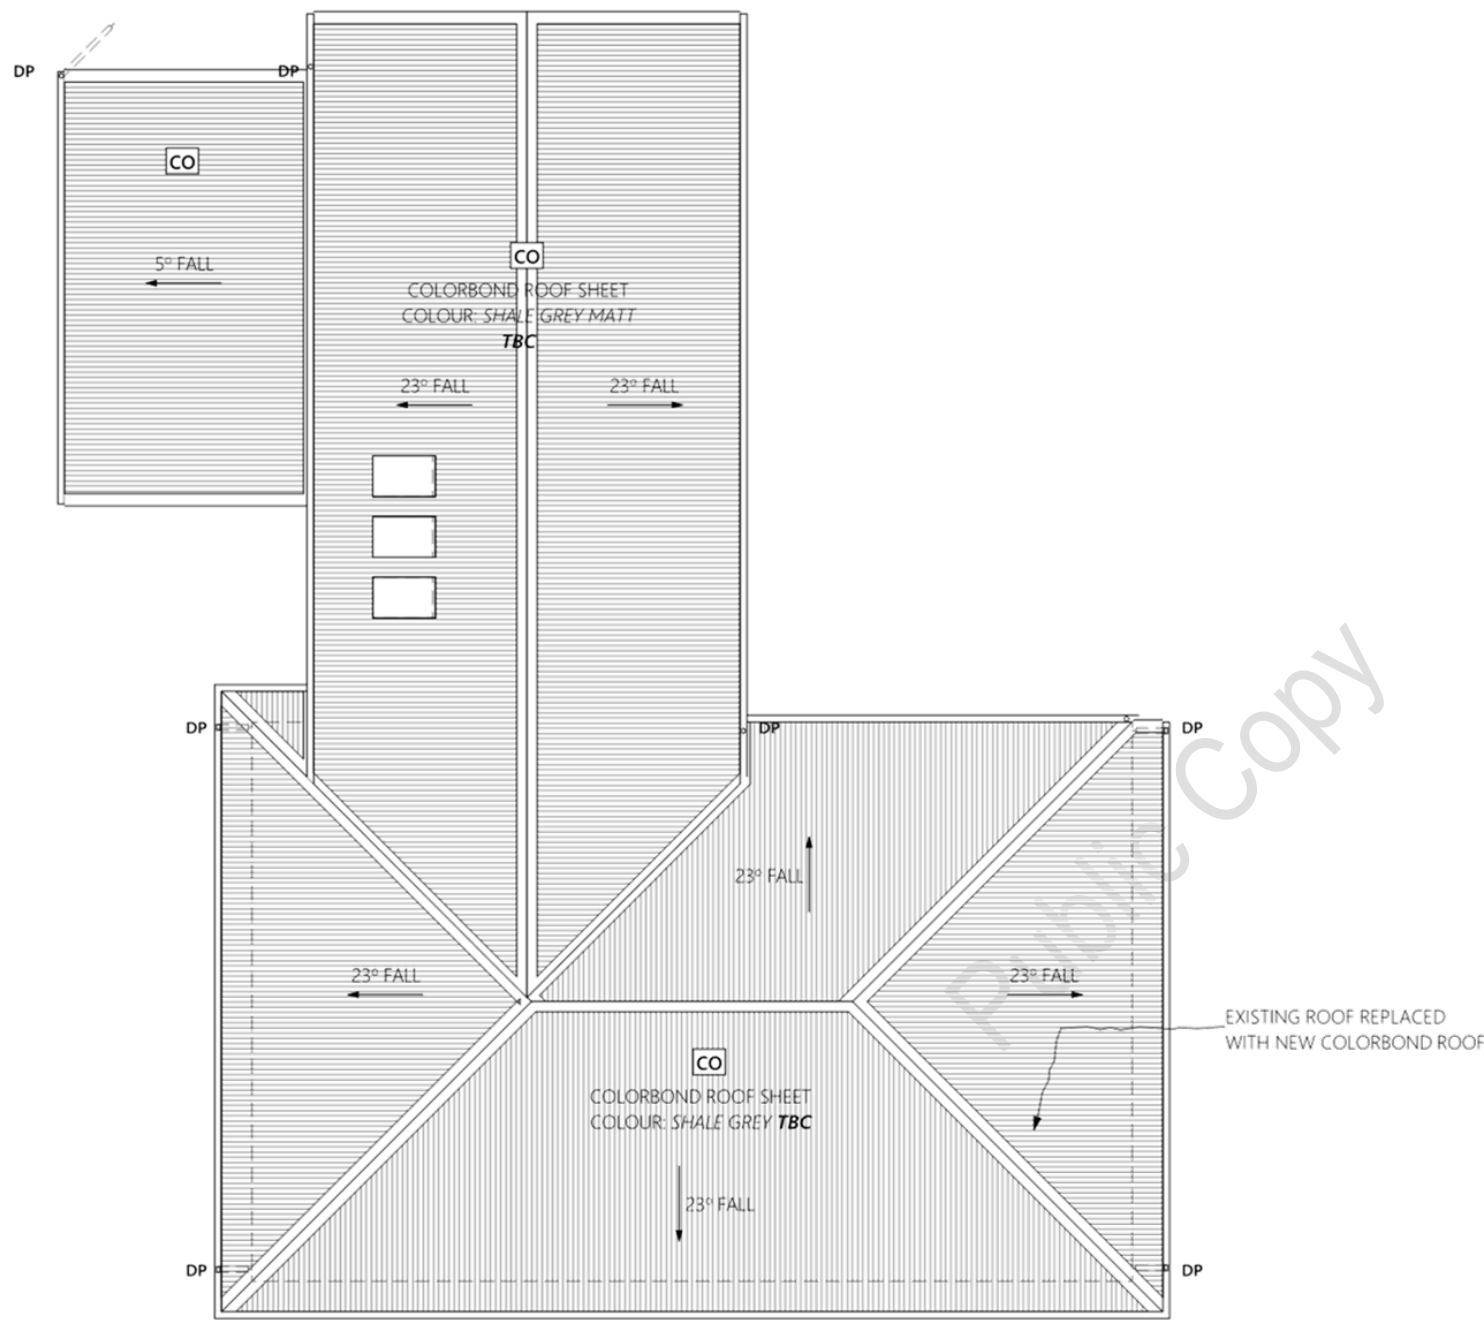 DP
DP
CO
5° FALL
CO
COLORBOND ROOF SHEET
COLOUR: SHALE GREY MATT
TBC
23° FALL
23° FALL
DP
DP
DP
23° FALL
23° FALL
23° FALL
EXISTING ROOF REPLACED
WITH NEW COLORBOND ROOF
CO
COLORBOND ROOF SHEET
COLOUR: SHALE GREY TBC
23° FALL
DP
DP
Public Copy